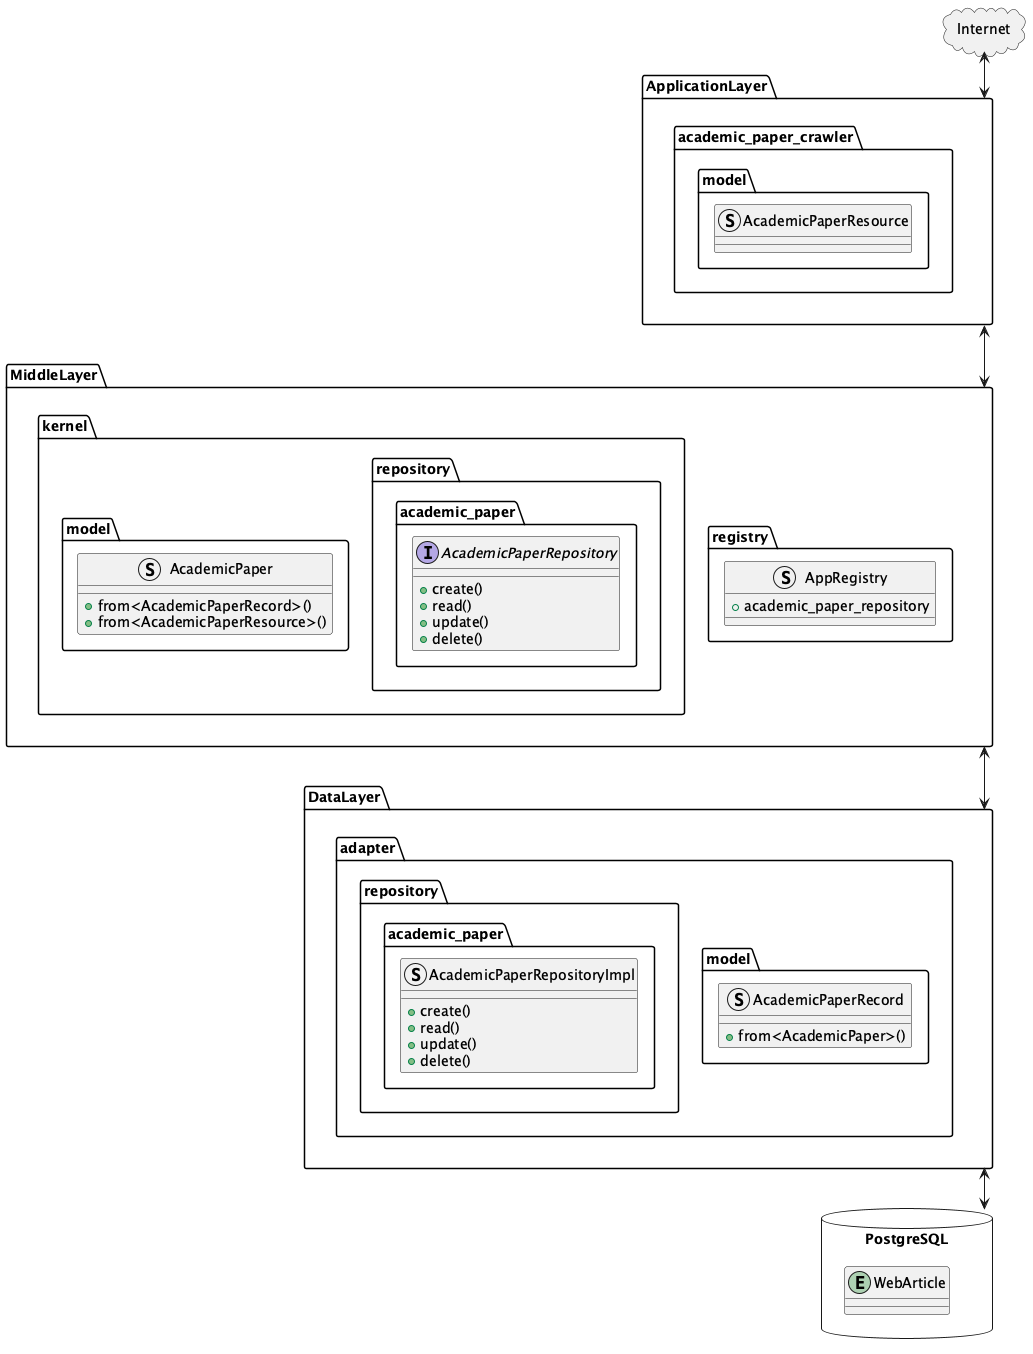 Internet
ApplicationLayer
academic_paper_crawler
model
S AcademicPaperResource
MiddleLayer
kernel
repository
academic_paper
I AcademicPaperRepository
create()
read()
update()
delete()
model
S AcademicPaper
from<AcademicPaperRecord>()
from<AcademicPaperResource>()
registry
S AppRegistry
academic_paper_repository
DataLayer
adapter
repository
academic_paper
S AcademicPaperRepositoryImpl
create()
read()
update()
delete()
model
S AcademicPaperRecord
from<AcademicPaper>()
PostgreSQL
E WebArticle